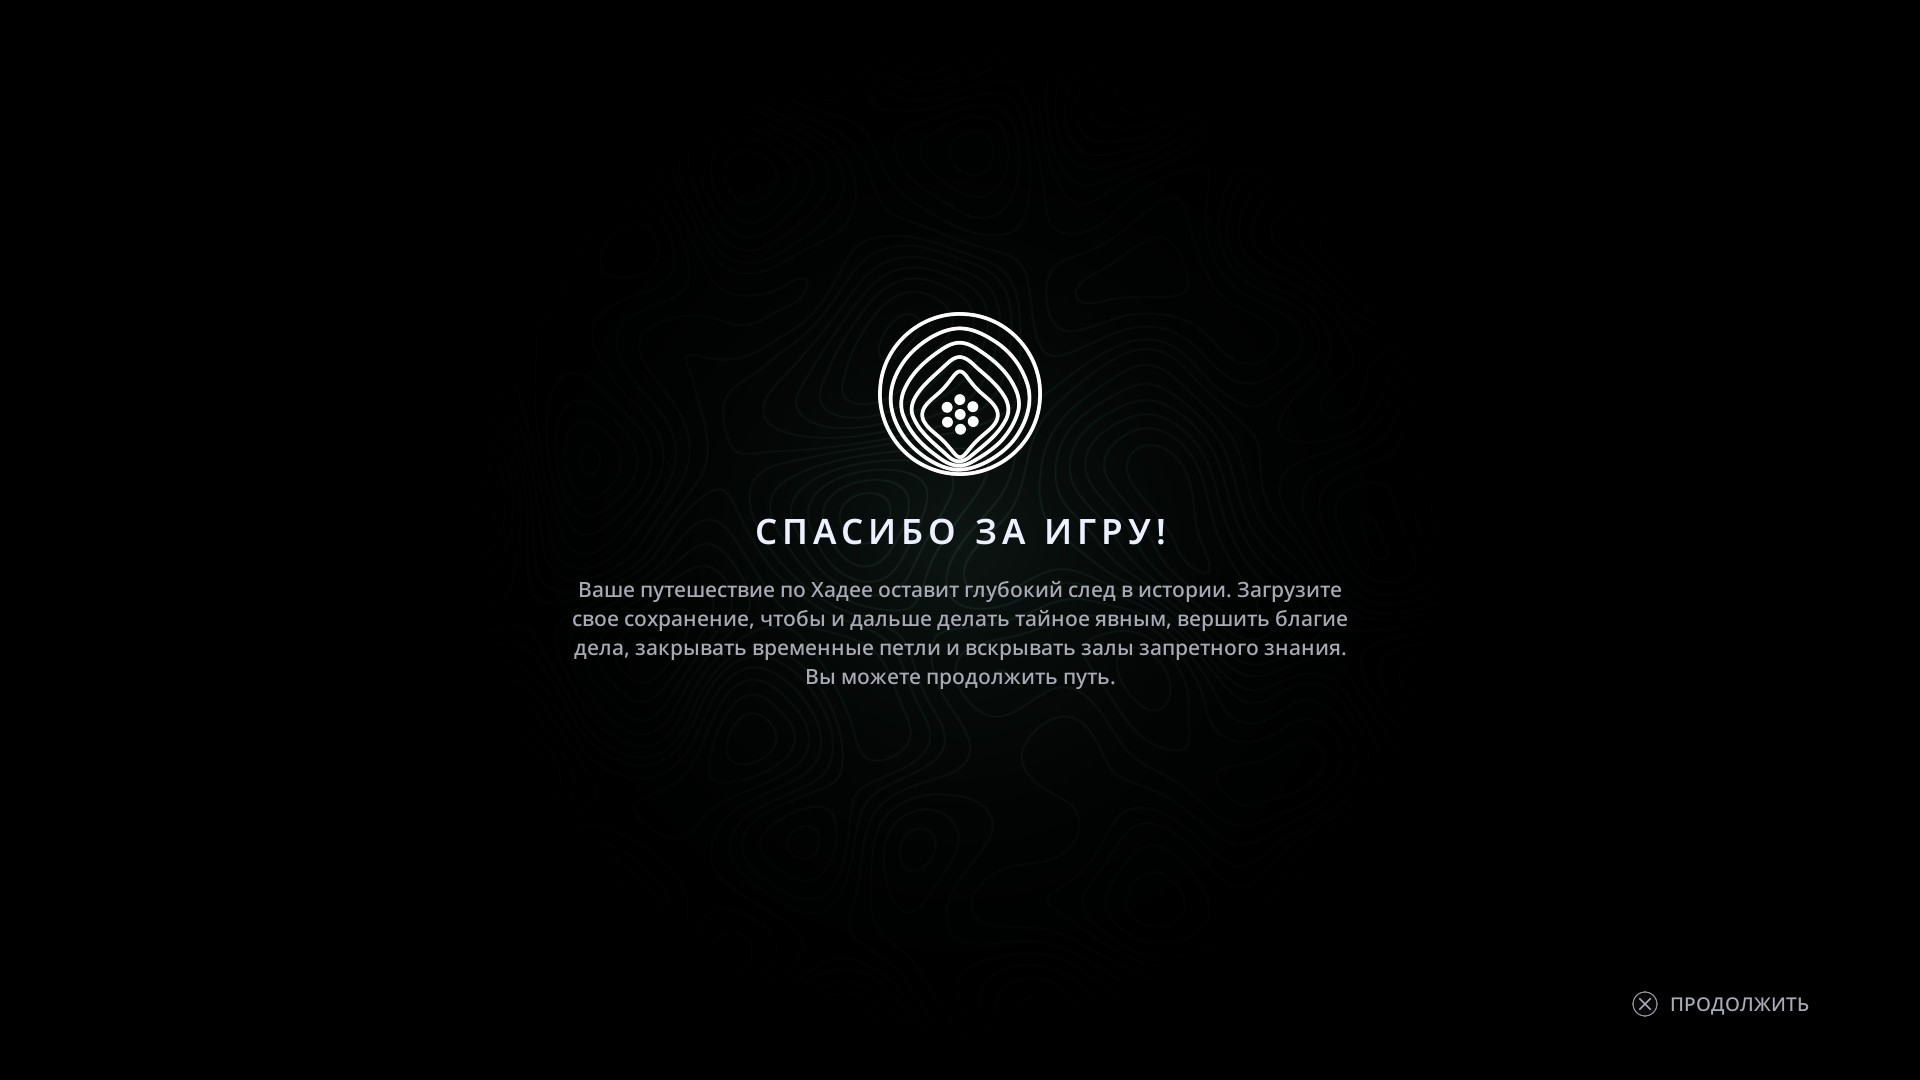 СПАСИБО ЗА ИГРУ!
Ваше путешествие по Хадее оставит глубокий след в истории. Загрузите
свое сохранение, чтобы и дальше делать тайное явным, вершить благие
дела, закрывать временные петли и вскрывать залы запретного знания.
Вы можете продолжить путь.
ПРОДОЛЖИТЬ